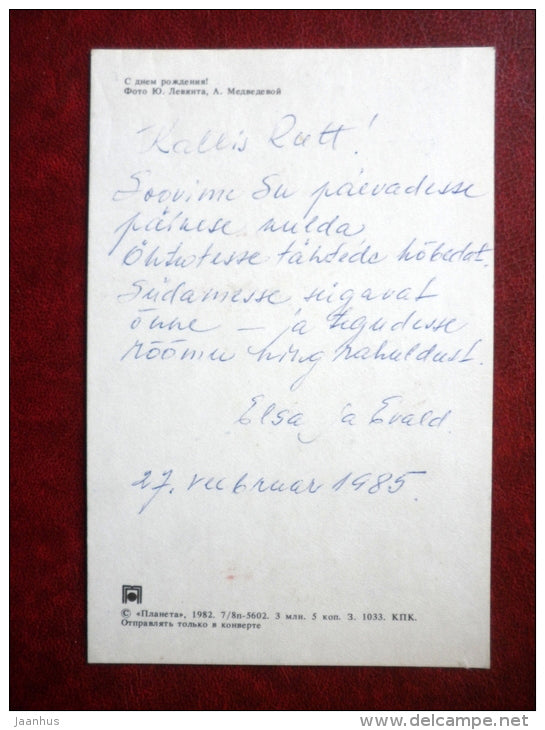 С днем рождения!
Фото Ю. Левянта, А. Медведевой
Kallis Rutt!
Soovime Su päevadesse
päikese kulda
Õhtutesse tähtede hõbedat.
Südamesse sügavat
õnne – ja tegudesse
rõõmu ning rahuldust.
Elsa ja Evald.
27. veebruar 1985.
© «Планета», 1982. 7/8п-5602. 3 млн. 5 коп. З. 1033. КПК.
Отправлять только в конверте
jaanhus
www.delcampe.net